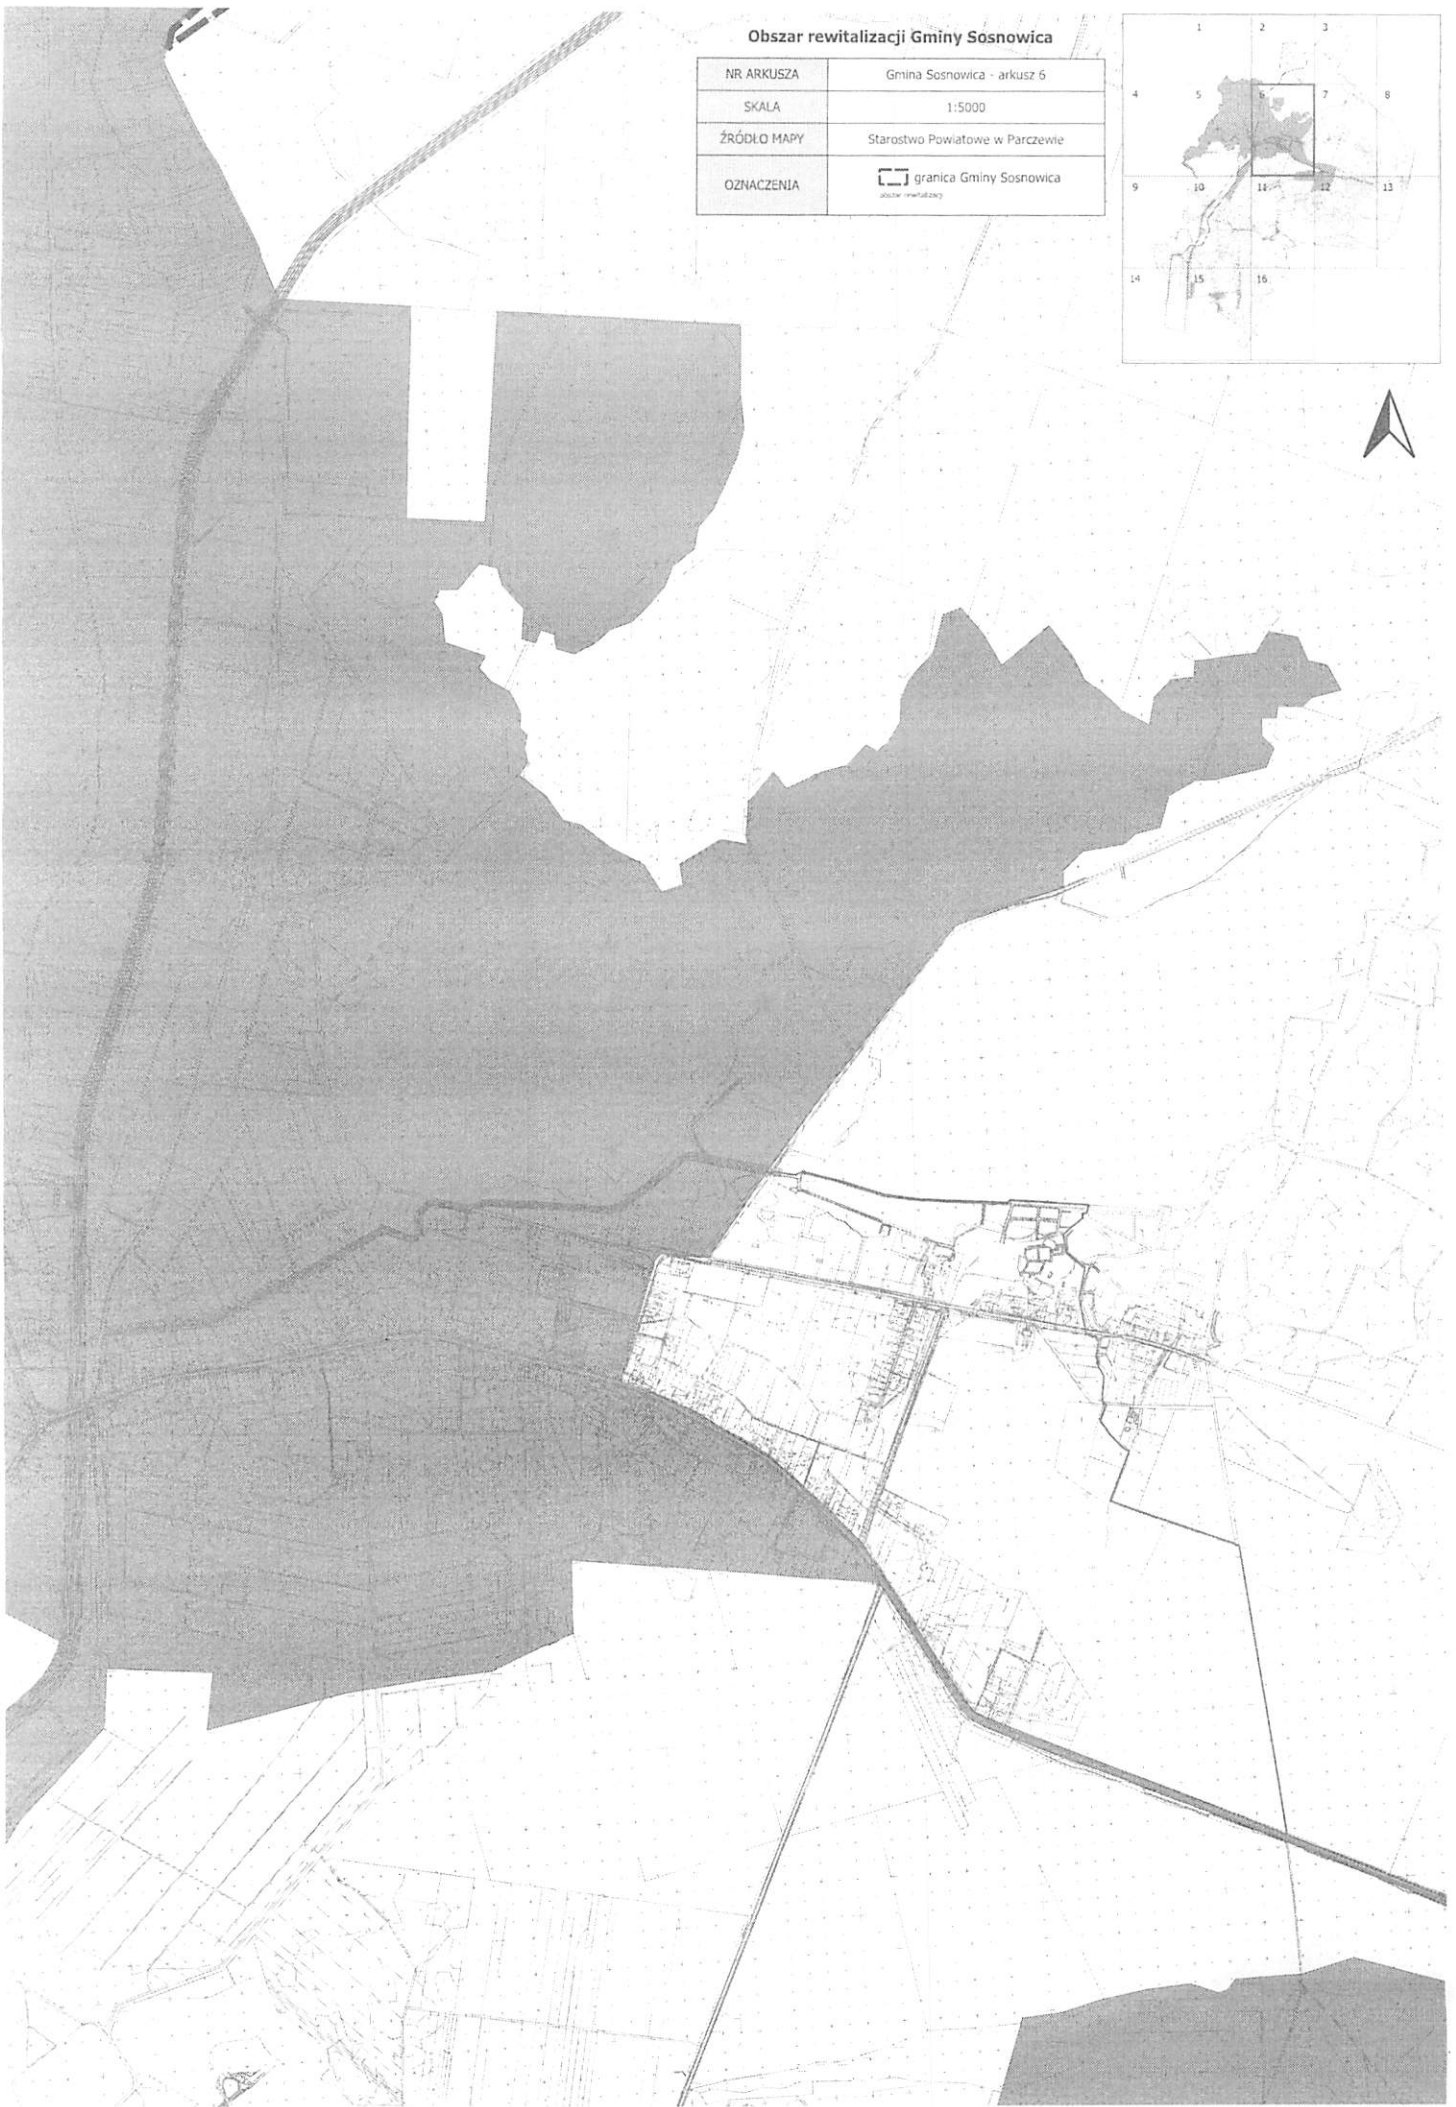 Obszar rewitalizacji Gminy Sosnowica
NR ARKUSZA Gmina Sosnowica - arkusz 6
SKALA 1:5000
ŹRÓDŁO MAPY Starostwo Powiatowe w Parczewie
OZNACZENIA granica Gminy Sosnowica
obszar rewitalizacji
1 2 3
4 5 6 7 8
9 10 11 12 13
14 15 16